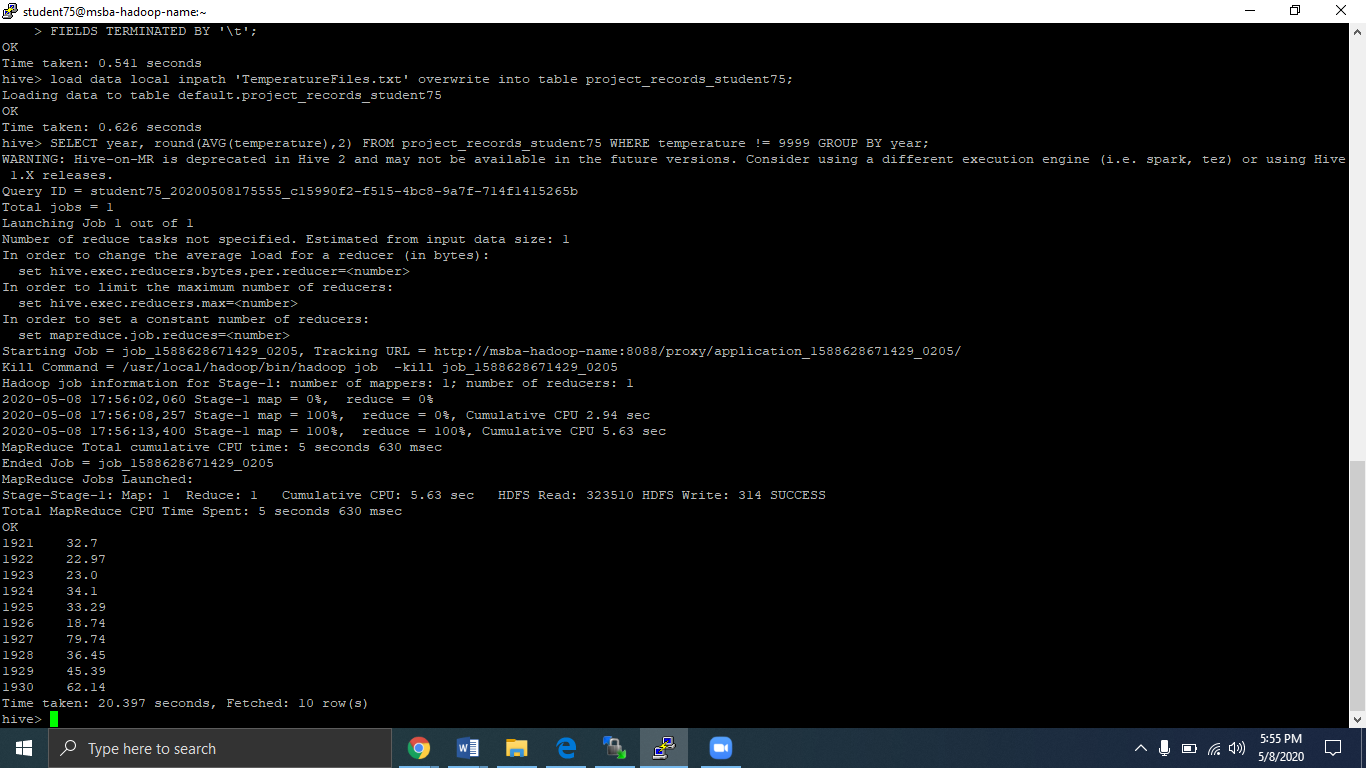 student75@msba-hadoop-name:~
> FIELDS TERMINATED BY '\t';
OK
Time taken: 0.541 seconds
hive> load data local inpath 'TemperatureFiles.txt' overwrite into table project_records_student75;
Loading data to table default.project_records_student75
OK
Time taken: 0.626 seconds
hive> SELECT year, round(AVG(temperature),2) FROM project_records_student75 WHERE temperature != 9999 GROUP BY year;
WARNING: Hive-on-MR is deprecated in Hive 2 and may not be available in the future versions. Consider using a different execution engine (i.e. spark, tez) or using Hive
1.X releases.
Query ID = student75_20200508175555_c15990f2-f515-4bc8-9a7f-714f1415265b
Total jobs = 1
Launching Job 1 out of 1
Number of reduce tasks not specified. Estimated from input data size: 1
In order to change the average load for a reducer (in bytes):
  set hive.exec.reducers.bytes.per.reducer=<number>
In order to limit the maximum number of reducers:
  set hive.exec.reducers.max=<number>
In order to set a constant number of reducers:
  set mapreduce.job.reduces=<number>
Starting Job = job_1588628671429_0205, Tracking URL = http://msba-hadoop-name:8088/proxy/application_1588628671429_0205/
Kill Command = /usr/local/hadoop/bin/hadoop job  -kill job_1588628671429_0205
Hadoop job information for Stage-1: number of mappers: 1; number of reducers: 1
2020-05-08 17:56:02,060 Stage-1 map = 0%,  reduce = 0%
2020-05-08 17:56:08,257 Stage-1 map = 100%,  reduce = 0%, Cumulative CPU 2.94 sec
2020-05-08 17:56:13,400 Stage-1 map = 100%,  reduce = 100%, Cumulative CPU 5.63 sec
MapReduce Total cumulative CPU time: 5 seconds 630 msec
Ended Job = job_1588628671429_0205
MapReduce Jobs Launched:
Stage-Stage-1: Map: 1  Reduce: 1   Cumulative CPU: 5.63 sec   HDFS Read: 323510 HDFS Write: 314 SUCCESS
Total MapReduce CPU Time Spent: 5 seconds 630 msec
OK
1921    32.7
1922    22.97
1923    23.0
1924    34.1
1925    33.29
1926    18.74
1927    79.74
1928    36.45
1929    45.39
1930    62.14
Time taken: 20.397 seconds, Fetched: 10 row(s)
hive>
Type here to search
5:55 PM
5/8/2020